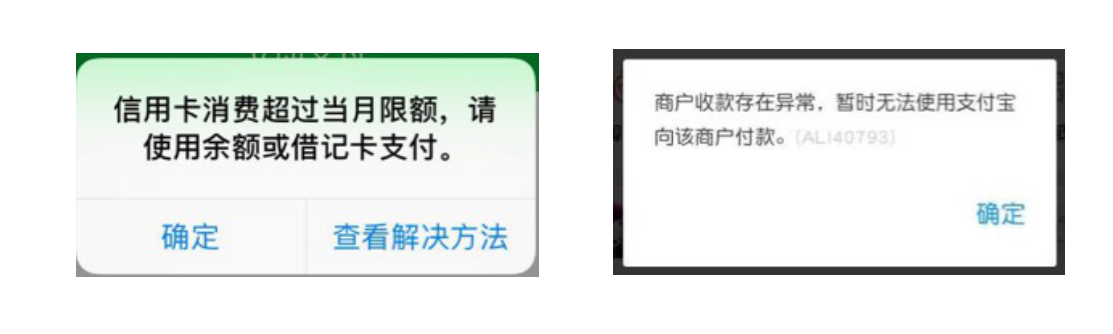 信用卡消费超过当月限额，请
使用余额或借记卡支付。
确定
查看解决方法
商户收款存在异常，暂时无法使用支付宝
向该商户付款。(ALI40793)
确定